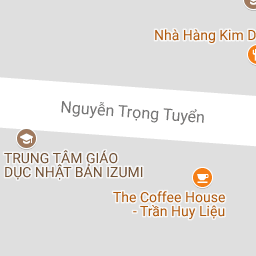 Nhà Hàng Kim D
Nguyễn Trọng Tuyển
TRUNG TÂM GIÁO
DỤC NHẬT BẢN IZUMI
The Coffee House
- Trần Huy Liệu